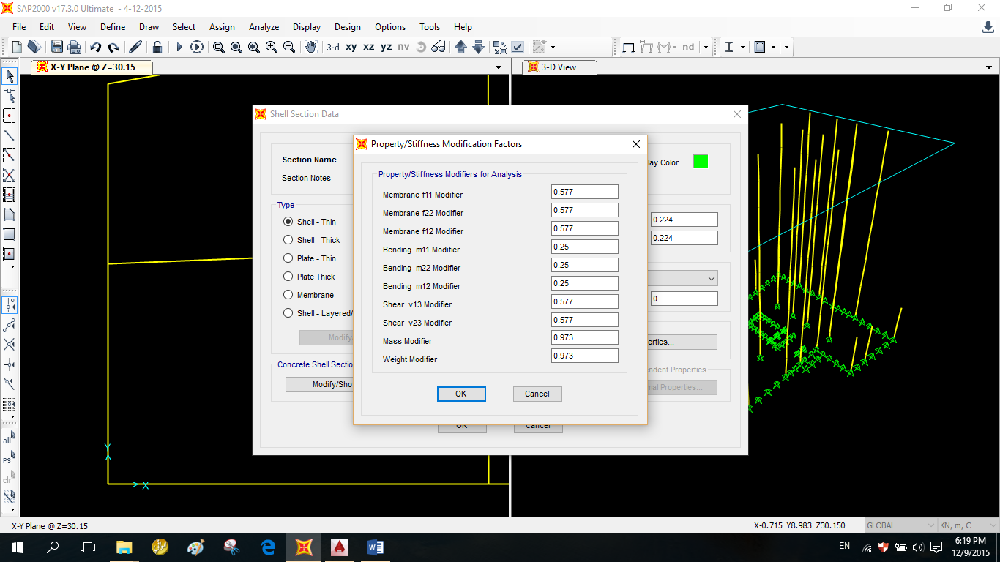 SAP2000 v17.3.0 Ultimate - 4-12-2015
File Edit View Define Draw Select Assign Analyze Display Design Options Tools Help
3-d xy xz yz nv nd
X-Y Plane @ Z=30.15
3-D View
Shell Section Data
Section Name
Section Notes
lay Color
Type
Shell - Thin
Shell - Thick
Plate - Thin
Plate Thick
Membrane
Shell - Layered/
Modify
0.224
0.224
0.
Concrete Shell Sectio
Modify/Sho
erties...
endent Properties
mal Properties...
OK
Cancel
Property/Stiffness Modification Factors
Property/Stiffness Modifiers for Analysis
Membrane f11 Modifier 0.577
Membrane f22 Modifier 0.577
Membrane f12 Modifier 0.577
Bending m11 Modifier 0.25
Bending m22 Modifier 0.25
Bending m12 Modifier 0.25
Shear v13 Modifier 0.577
Shear v23 Modifier 0.577
Mass Modifier 0.973
Weight Modifier 0.973
OK Cancel
all
PS
clr
Y
X
X-Y Plane @ Z=30.15
X-0.715 Y8.983 Z30.150
GLOBAL
KN, m, C
EN
6:19 PM
12/9/2015